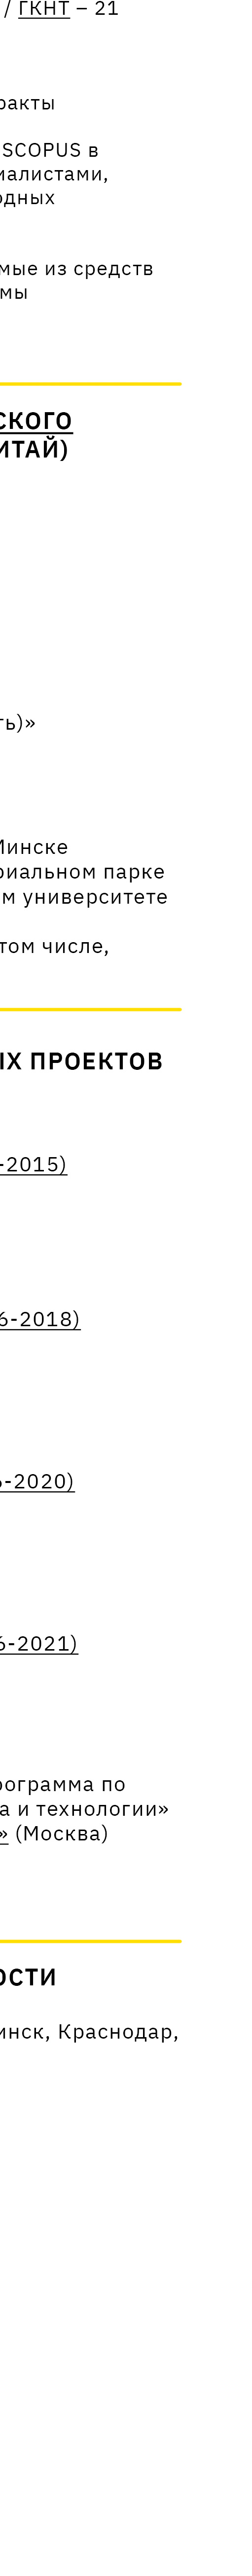 / ГКНТ – 21
ракты
SCOPUS в
иалистами,
одных
мые из средств
мы
СКОГО
ИТАЙ)
ть)»
Минске
риальном парке
м университете
том числе,
ЫХ ПРОЕКТОВ
-2015)
6-2018)
6-2020)
6-2021)
рограмма по
а и технологии»
» (Москва)
ОСТИ
инск, Краснодар,